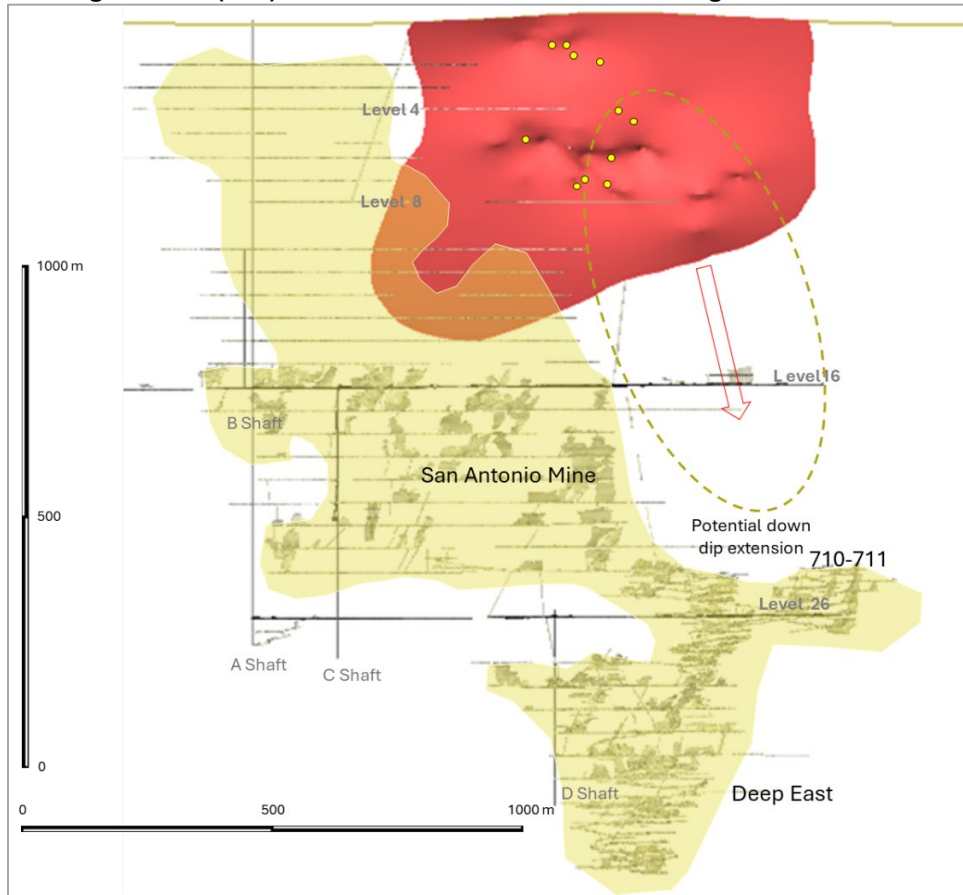 Level 4
Level 8
1000 m
Level 16
B Shaft
San Antonio Mine
500
Potential down
dip extension
710-711
Level 26
A Shaft
C Shaft
0
D Shaft
Deep East
0
500
1000 m